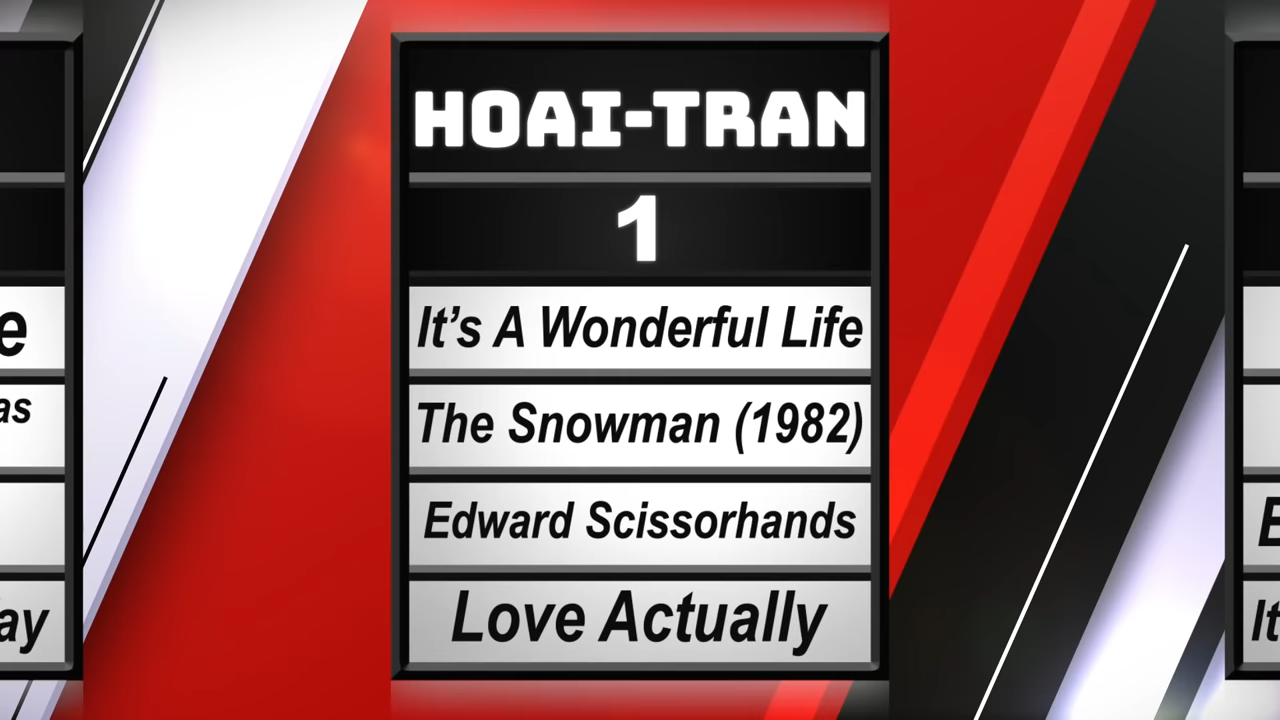 HOAI-TRAN
1
It's A Wonderful Life
The Snowman (1982)
Edward Scissorhands
Love Actually